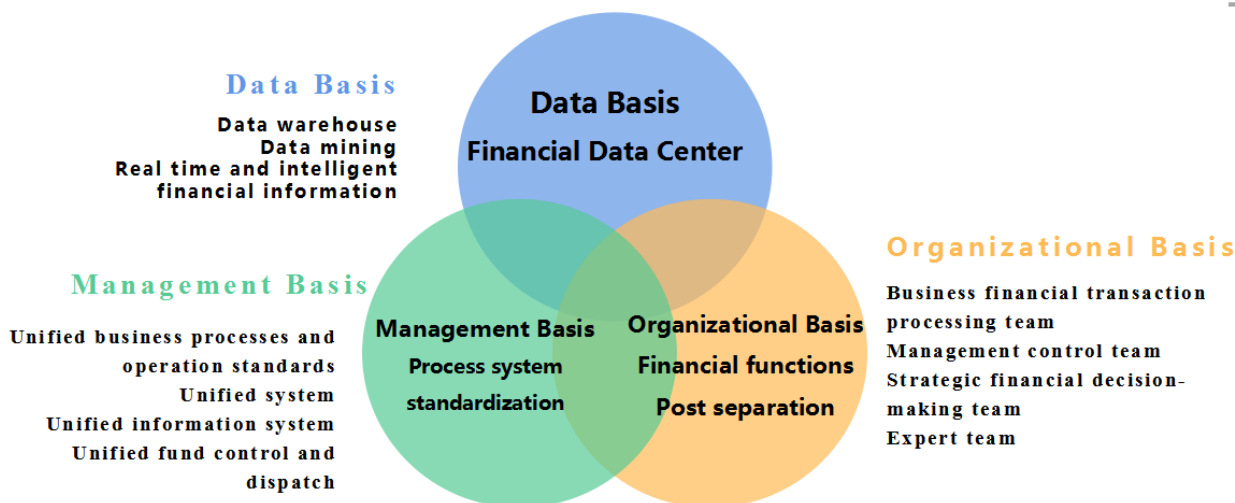 Data Basis
Data warehouse
Data mining
Real time and intelligent
financial information
Data Basis
Financial Data Center
Management Basis
Unified business processes and
operation standards
Unified system
Unified information system
Unified fund control and
dispatch
Management Basis
Process system
standardization
Organizational Basis
Financial functions
Post separation
Organizational Basis
Business financial transaction
processing team
Management control team
Strategic financial decision-
making team
Expert team